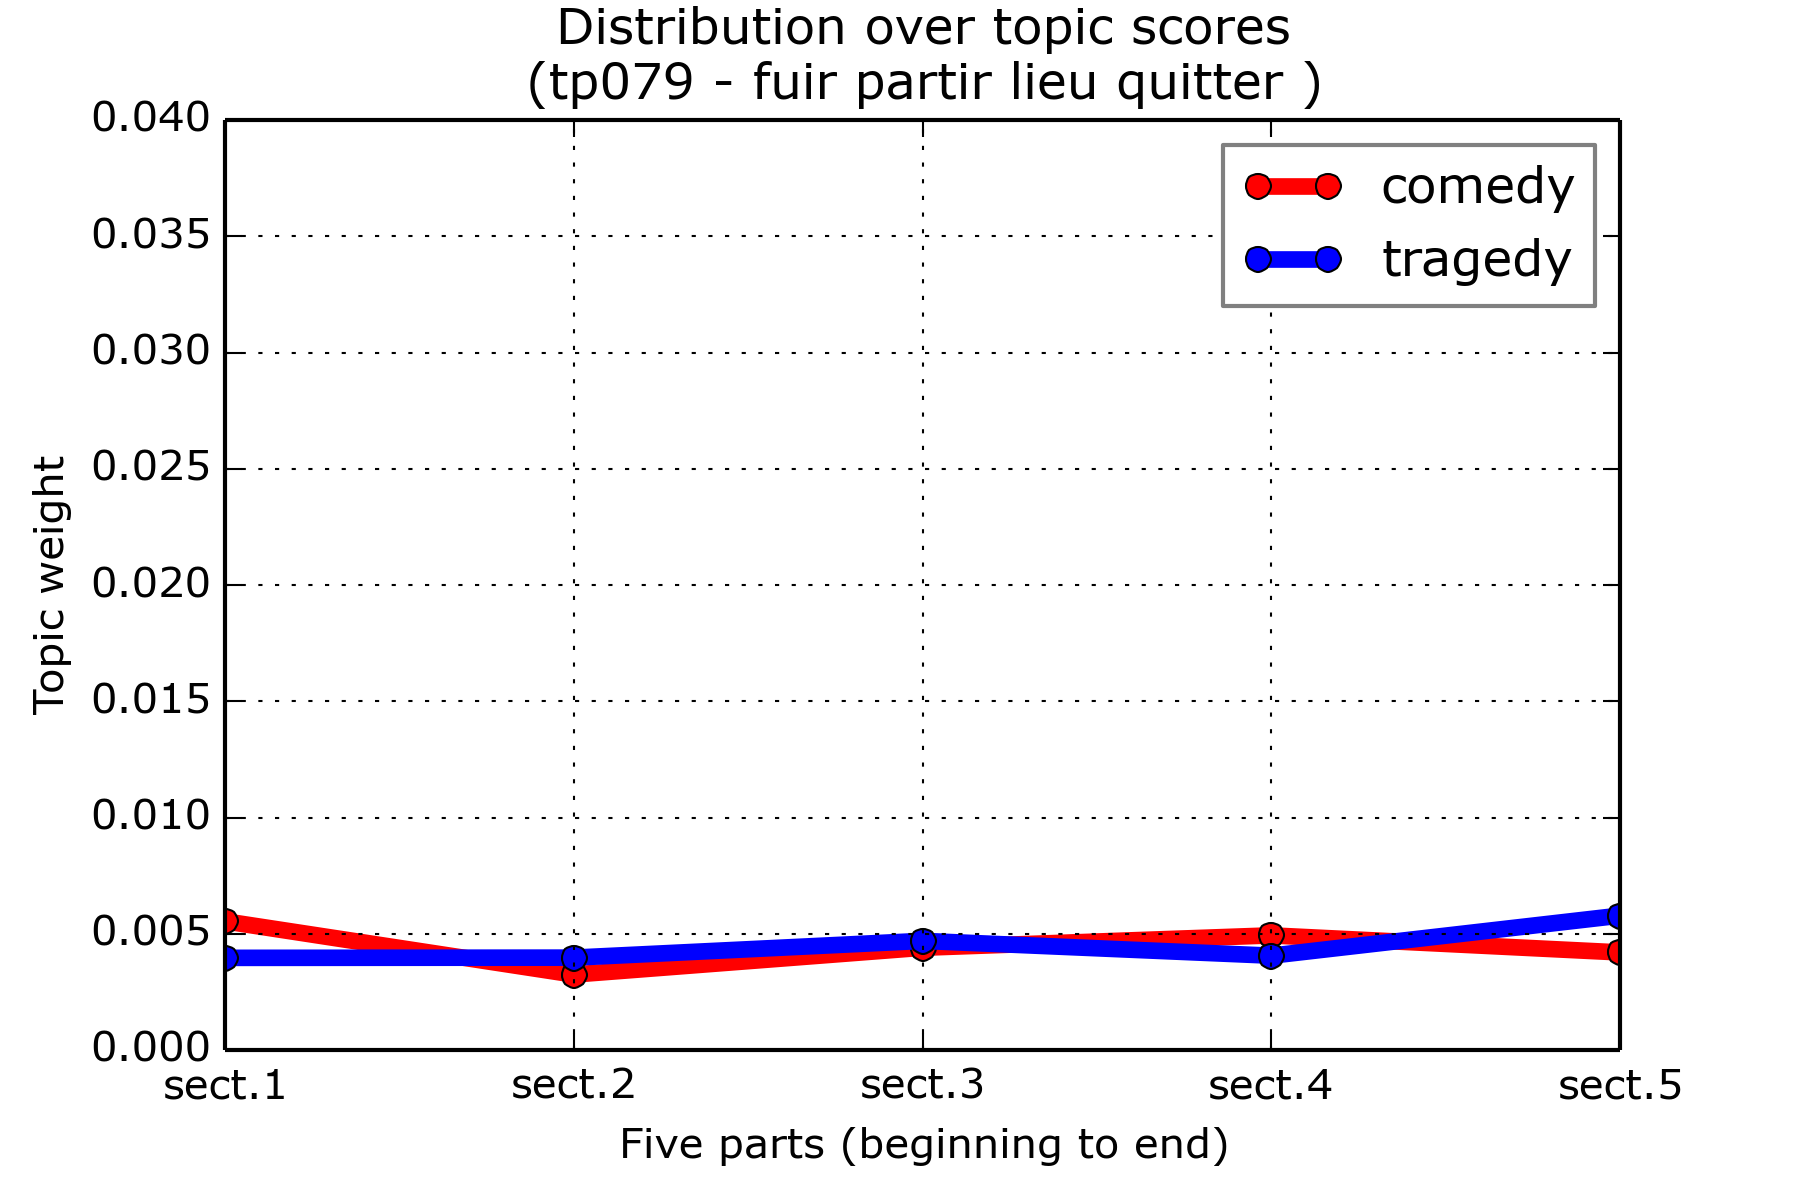 Distribution over topic scores
(tp079 - fuir partir lieu quitter )
0.040
0.035
0.030
0.025
0.020
0.015
0.010
0.005
0.000
Topic weight
comedy
tragedy
sect.1 sect.2 sect.3 sect.4 sect.5
Five parts (beginning to end)